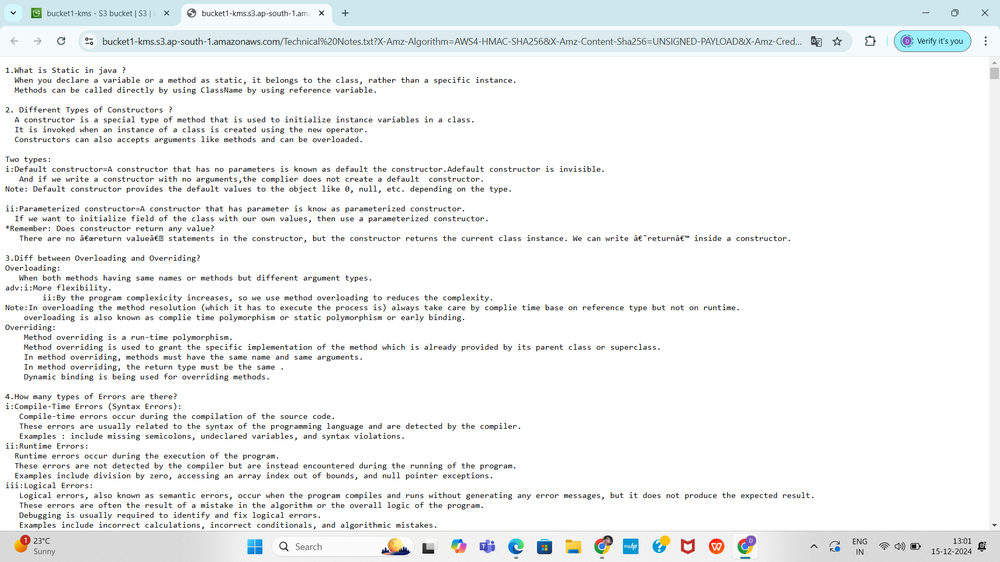 bucket1-kms - S3 bucket | S3 |
bucket1-kms.s3.ap-south-1.ama
bucket1-kms.s3.ap-south-1.amazonaws.com/Technical%20Notes.txt?X-Amz-Algorithm=AWS4-HMAC-SHA256&X-Amz-Content-Sha256=UNSIGNED-PAYLOAD&X-Amz-Cred...
D Verify it's you
1.What is Static in java ?
When you declare a variable or a method as static, it belongs to the class, rather than a specific instance.
Methods can be called directly by using ClassName by using reference variable.
2. Different Types of Constructors ?
A constructor is a special type of method that is used to initialize instance variables in a class.
It is invoked when an instance of a class is created using the new operator.
Constructors can also accepts arguments like methods and can be overloaded.
Two types:
i:Default constructor=A constructor that has no parameters is known as default the constructor.Adefault constructor is invisible.
And if we write a constructor with no arguments,the complier does not create a default  constructor.
Note: Default constructor provides the default values to the object like 0, null, etc. depending on the type.
ii:Parameterized constructor=A constructor that has parameter is know as parameterized constructor.
If we want to initialize field of the class with our own values, then use a parameterized constructor.
*Remember: Does constructor return any value?
There are no â€œreturn valueâ€ statements in the constructor, but the constructor returns the current class instance. We can write â€˜returnâ€™ inside a constructor.
3.Diff between Overloading and Overriding?
Overloading:
When both methods having same names or methods but different argument types.
adv:i:More flexibility.
ii:By the program complexicity increases, so we use method overloading to reduces the complexity.
Note:In overloading the method resolution (which it has to execute the process is) always take care by complie time base on reference type but not on runtime.
overloading is also known as complie time polymorphism or static polymorphism or early binding.
Overriding:
Method overriding is a run-time polymorphism.
Method overriding is used to grant the specific implementation of the method which is already provided by its parent class or superclass.
In method overriding, methods must have the same name and same arguments.
In method overriding, the return type must be the same .
Dynamic binding is being used for overriding methods.
4.How many types of Errors are there?
i:Compile-Time Errors (Syntax Errors):
Compile-time errors occur during the compilation of the source code.
These errors are usually related to the syntax of the programming language and are detected by the compiler.
Examples : include missing semicolons, undeclared variables, and syntax violations.
ii:Runtime Errors:
Runtime errors occur during the execution of the program.
These errors are not detected by the compiler but are instead encountered during the running of the program.
Examples include division by zero, accessing an array index out of bounds, and null pointer exceptions.
iii:Logical Errors:
Logical errors, also known as semantic errors, occur when the program compiles and runs without generating any error messages, but it does not produce the expected result.
These errors are often the result of a mistake in the algorithm or the overall logic of the program.
Debugging is usually required to identify and fix logical errors.
Examples include incorrect calculations, incorrect conditionals, and algorithmic mistakes.
1 23°C
Sunny
Search
myhp
D
ENG
IN
13:01
15-12-2024